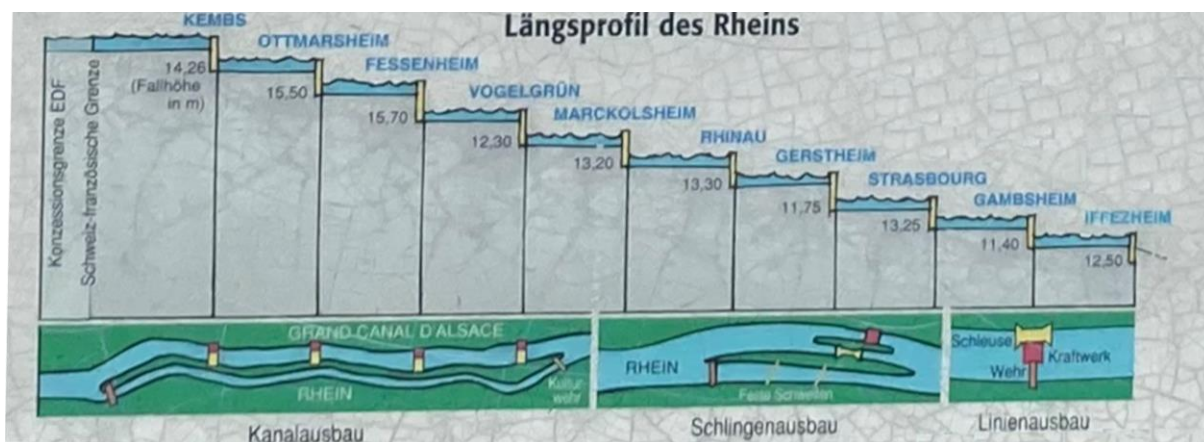 Längsprofil des Rheins
KEMBS
OTTMARSHEIM
FESSENHEIM
VOGELGRÜN
MARCKOLSHEIM
RHINAU
GERSTHEIM
STRASBOURG
GAMBSHEIM
IFFEZHEIM
14,26
(Fallhöhe
in m)
15,50
15,70
12,30
13,20
13,30
11,75
13,25
11,40
12,50
Konzessionsgrenze EDF
Schweiz-französische Grenze
GRAND CANAL D'ALSACE
RHEIN
Kultur-
wehr
RHEIN
Feste Schwellen
Schleuse
Kraftwerk
Wehr
Kanalausbau
Schlingenausbau
Linienausbau